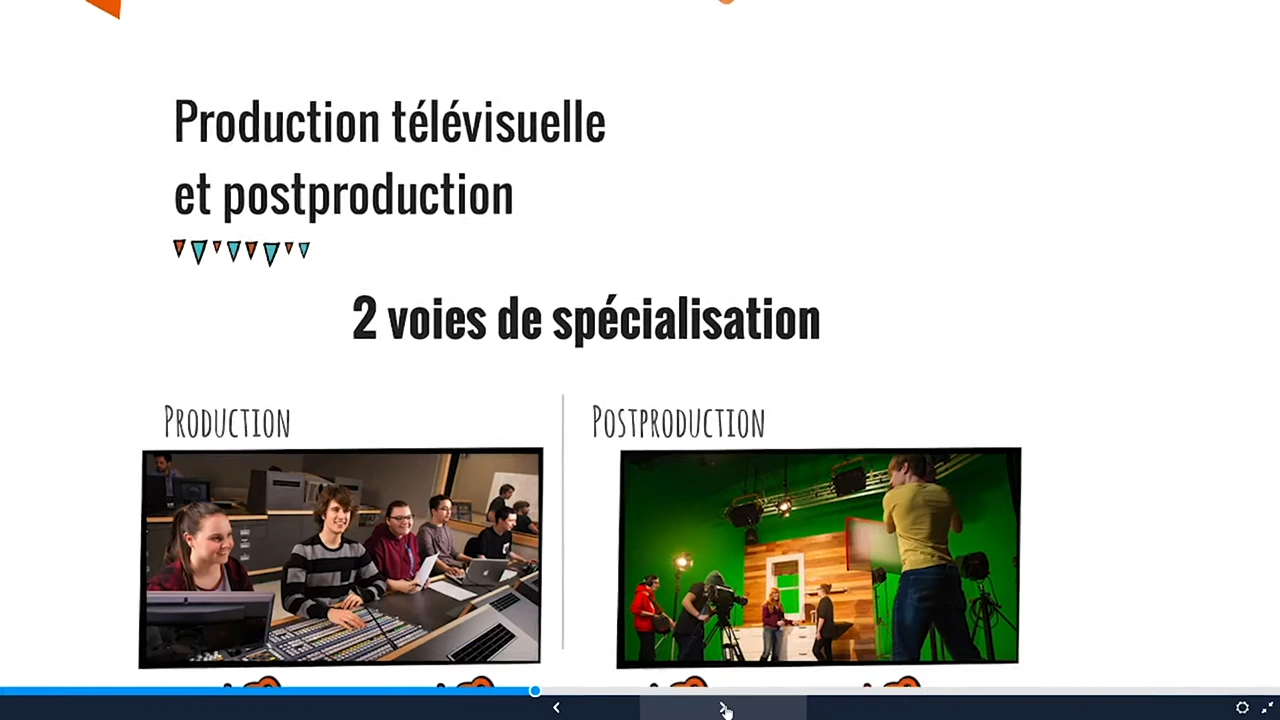 Production télévisuelle
et postproduction
2 voies de spécialisation
Production
Postproduction